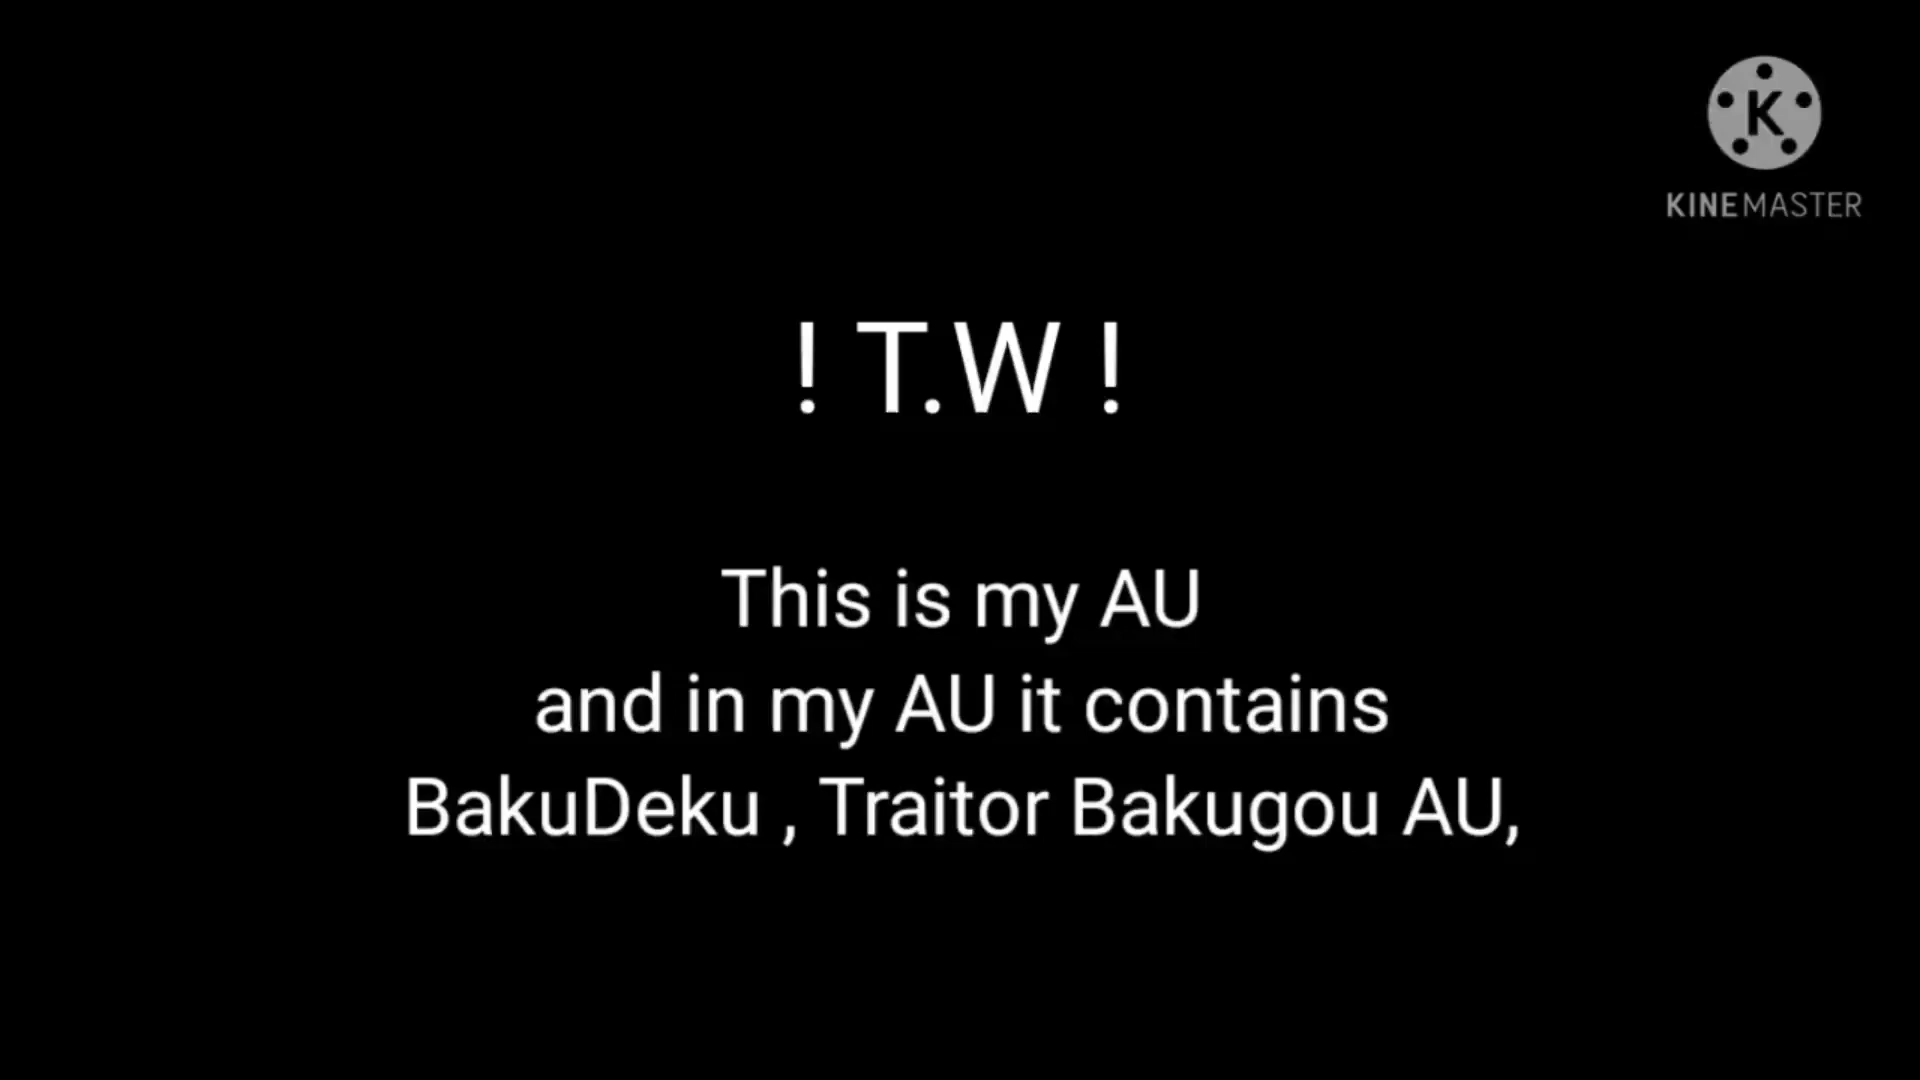 K
KINEMASTER
! T.W !
This is my AU
and in my AU it contains
BakuDeku , Traitor Bakugou AU,